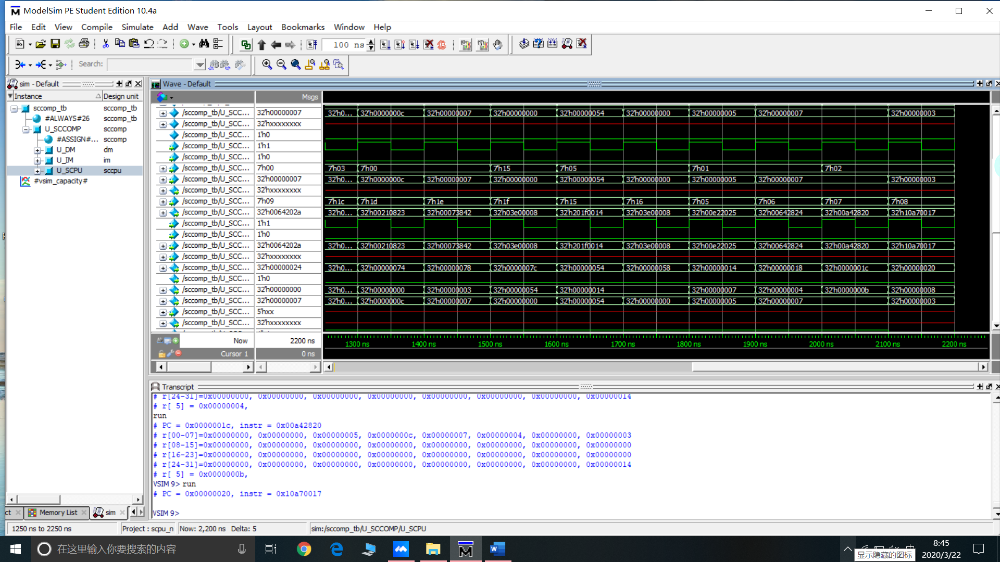 ModelSim PE Student Edition 10.4a
File Edit View Compile Simulate Add Wave Tools Layout Bookmarks Window Help
100 ns
Search:
sim - Default
Instance Design unit
sccomp_tb sccomp_tb
#ALWAYS#26 sccomp_tb
U_SCCOMP sccomp
#ASSIGN#... sccomp
U_DM dm
U_IM im
U_SCPU sccpu
#vsim_capacity#
Wave - Default
Msgs
/sccomp_tb/U_SCC... 32'h00000007 32'h0... 32'h0000000c 32'h00000007 32'h00000000 32'h00000054 32'h00000000 32'h00000005 32'h00000007 32'h00000003
/sccomp_tb/U_SCC... 32'hxxxxxxxx
/sccomp_tb/U_SCC... 1'h0
/sccomp_tb/U_SCC... 1'h1
/sccomp_tb/U_SCC... 1'h0
/sccomp_tb/U_SCC... 7'h00 7'h03 7'h00 7'h15 7'h05 7'h01 7'h02
/sccomp_tb/U_SCC... 32'h00000007 32'h0... 32'h0000000c 32'h00000007 32'h00000000 32'h00000054 32'h00000000 32'h00000005 32'h00000007 32'h00000003
/sccomp_tb/U_SCC... 32'hxxxxxxxx
/sccomp_tb/U_SCC... 7'h09 7'h1c 7'h1d 7'h1e 7'h1f 7'h15 7'h16 7'h05 7'h06 7'h07 7'h08
/sccomp_tb/U_SCC... 32'h0064202a 32'h0... 32'h00210823 32'h00073842 32'h03e00008 32'h201f0014 32'h03e00008 32'h00e22025 32'h00642824 32'h00a42820 32'h10a70017
/sccomp_tb/U_SCC... 1'h1
/sccomp_tb/U_SCC... 1'h0
/sccomp_tb/U_SCC... 32'h0064202a 32'h0... 32'h00210823 32'h00073842 32'h03e00008 32'h201f0014 32'h03e00008 32'h00e22025 32'h00642824 32'h00a42820 32'h10a70017
/sccomp_tb/U_SCC... 32'hxxxxxxxx
/sccomp_tb/U_SCC... 32'h00000024 32'h0... 32'h00000074 32'h00000078 32'h0000007c 32'h00000054 32'h00000058 32'h00000014 32'h00000018 32'h0000001c 32'h00000020
/sccomp_tb/U_SCC... 1'h0
/sccomp_tb/U_SCC... 32'h00000000 32'h0... 32'h00000000 32'h00000003 32'h00000054 32'h00000014 32'h00000007 32'h00000004 32'h0000000b 32'h00000008
/sccomp_tb/U_SCC... 32'h00000007 32'h0... 32'h0000000c 32'h00000007 32'h00000000 32'h00000054 32'h00000000 32'h00000005 32'h00000007 32'h00000003
/sccomp_tb/U_SCC... 5'hxx
/sccomp_tb/U_SCC... 32'hxxxxxxxx
Now 2200 ns 1300 ns 1400 ns 1500 ns 1600 ns 1700 ns 1800 ns 1900 ns 2000 ns 2100 ns 2200 ns
Cursor 1 0 ns
Transcript
# r[24-31]=0x00000000, 0x00000000, 0x00000000, 0x00000000, 0x00000000, 0x00000000, 0x00000000, 0x00000014
# r[ 5] = 0x00000004,
run
# PC = 0x0000001c, instr = 0x00a42820
# r[00-07]=0x00000000, 0x00000000, 0x00000005, 0x0000000c, 0x00000007, 0x00000004, 0x00000000, 0x00000003
# r[08-15]=0x00000000, 0x00000000, 0x00000000, 0x00000000, 0x00000000, 0x00000000, 0x00000000, 0x00000000
# r[16-23]=0x00000000, 0x00000000, 0x00000000, 0x00000000, 0x00000000, 0x00000000, 0x00000000, 0x00000000
# r[24-31]=0x00000000, 0x00000000, 0x00000000, 0x00000000, 0x00000000, 0x00000000, 0x00000000, 0x00000014
# r[ 5] = 0x0000000b,
VSIM 9> run
# PC = 0x00000020, instr = 0x10a70017
VSIM 9>
ct Memory List sim
1250 ns to 2250 ns Project : scpu_n Now: 2,200 ns Delta: 5 sim:/sccomp_tb/U_SCCOMP/U_SCPU
在这里输入你要搜索的内容
8:45
2020/3/22
显示隐藏的图标